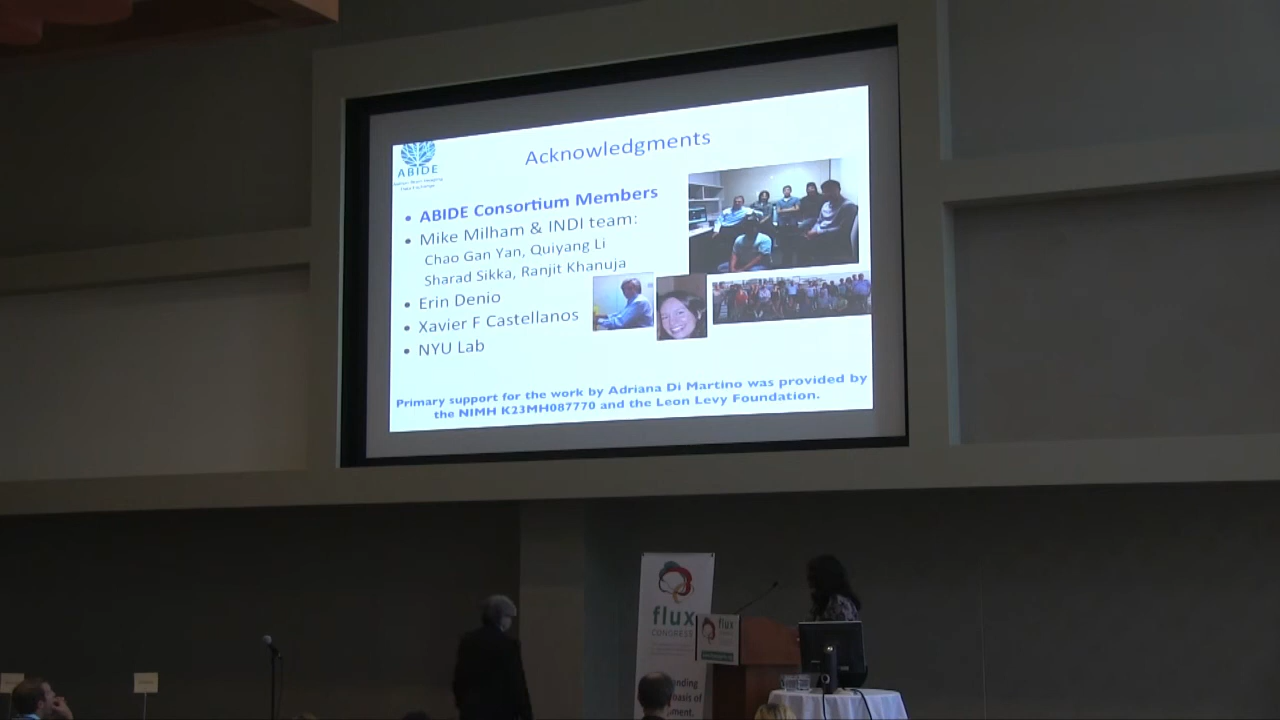 ABIDE
Acknowledgments
• ABIDE Consortium Members
• Mike Milham & INDI team:
Chao Gan Yan, Quiyang Li
Sharad Sikka, Ranjit Khanuja
• Erin Denio
• Xavier F Castellanos
• NYU Lab
Primary support for the work by Adriana Di Martino was provided by
the NIMH K23MH087770 and the Leon Levy Foundation.
flux
CONGRESS
flux